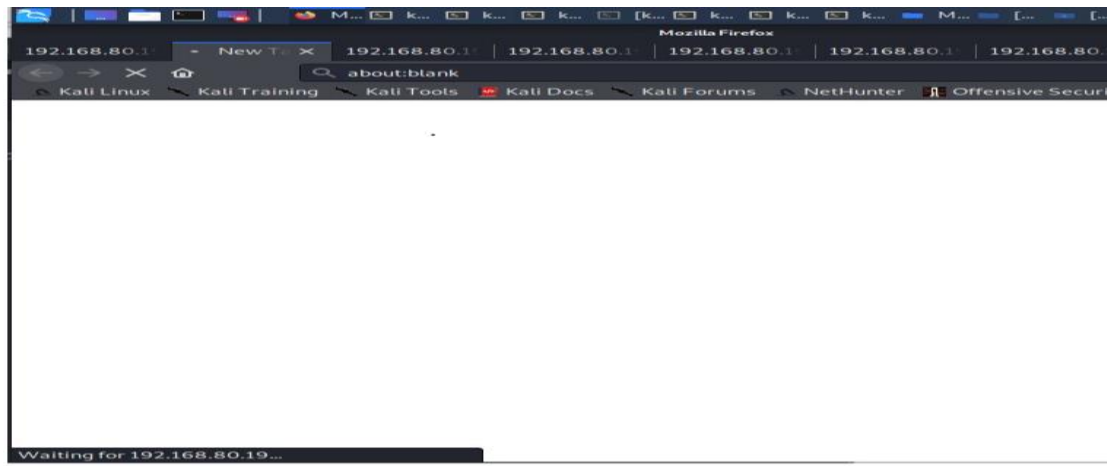 M... k... k... k... [k... k... k... k... M... [... [...
Mozilla Firefox
192.168.80.1 New T 192.168.80.1 192.168.80.1 192.168.80.1 192.168.80.1 192.168.80.
about:blank
Kali Linux Kali Training Kali Tools Kali Docs Kali Forums NetHunter Offensive Securi
Waiting for 192.168.80.19...